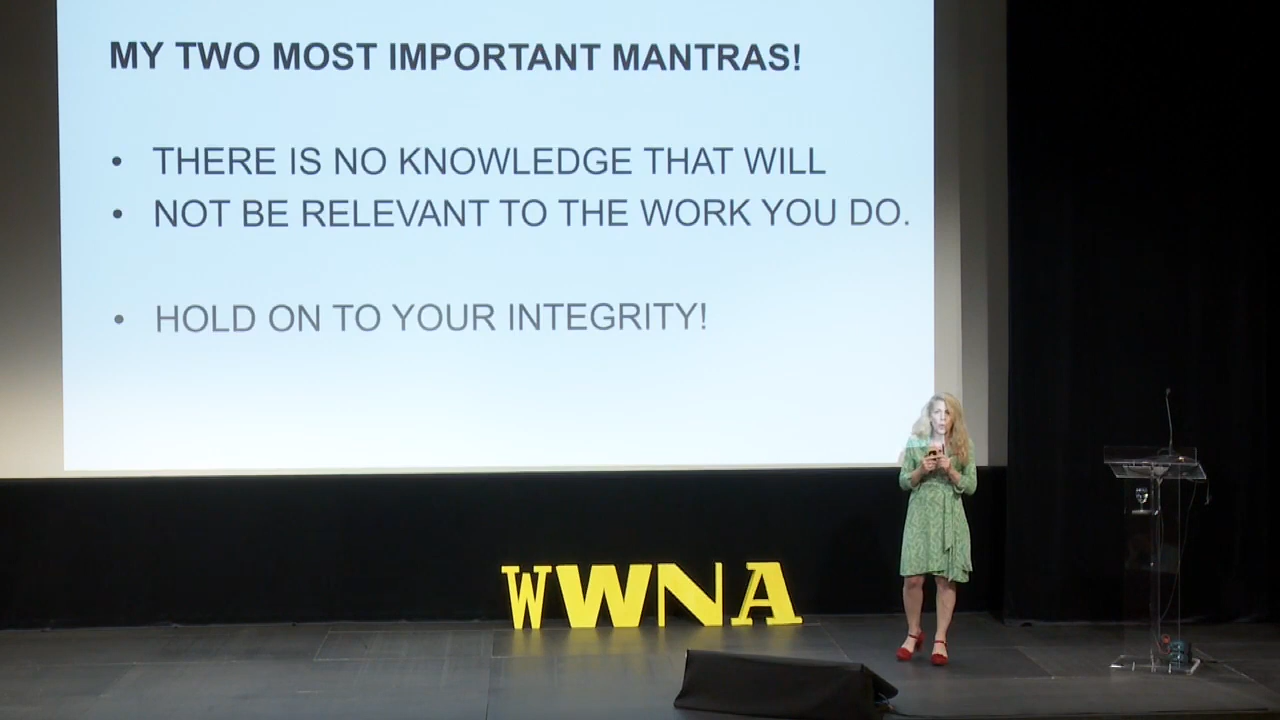 MY TWO MOST IMPORTANT MANTRAS!
• THERE IS NO KNOWLEDGE THAT WILL
• NOT BE RELEVANT TO THE WORK YOU DO.
• HOLD ON TO YOUR INTEGRITY!
WWNA